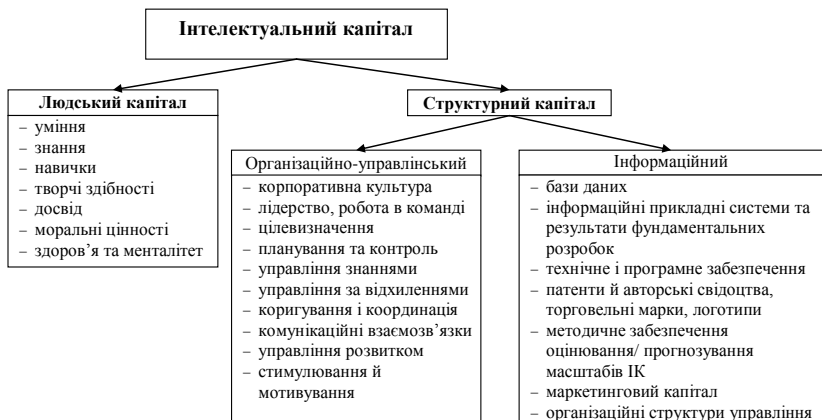 Інтелектуальний капітал
Людський капітал
– уміння
– знання
– навички
– творчі здібності
– досвід
– моральні цінності
– здоров’я та менталітет
Структурний капітал
Організаційно-управлінський
– корпоративна культура
– лідерство, робота в команді
– цілевизначення
– планування та контроль
– управління знаннями
– управління за відхиленнями
– коригування і координація
– комунікаційні взаємозв’язки
– управління розвитком
– стимулювання й
мотивування
Інформаційний
– бази даних
– інформаційні прикладні системи та
результати фундаментальних
розробок
– технічне і програмне забезпечення
– патенти й авторські свідоцтва,
торговельні марки, логотипи
– методичне забезпечення
оцінювання/ прогнозування
масштабів ІК
– маркетинговий капітал
– організаційні структури управління